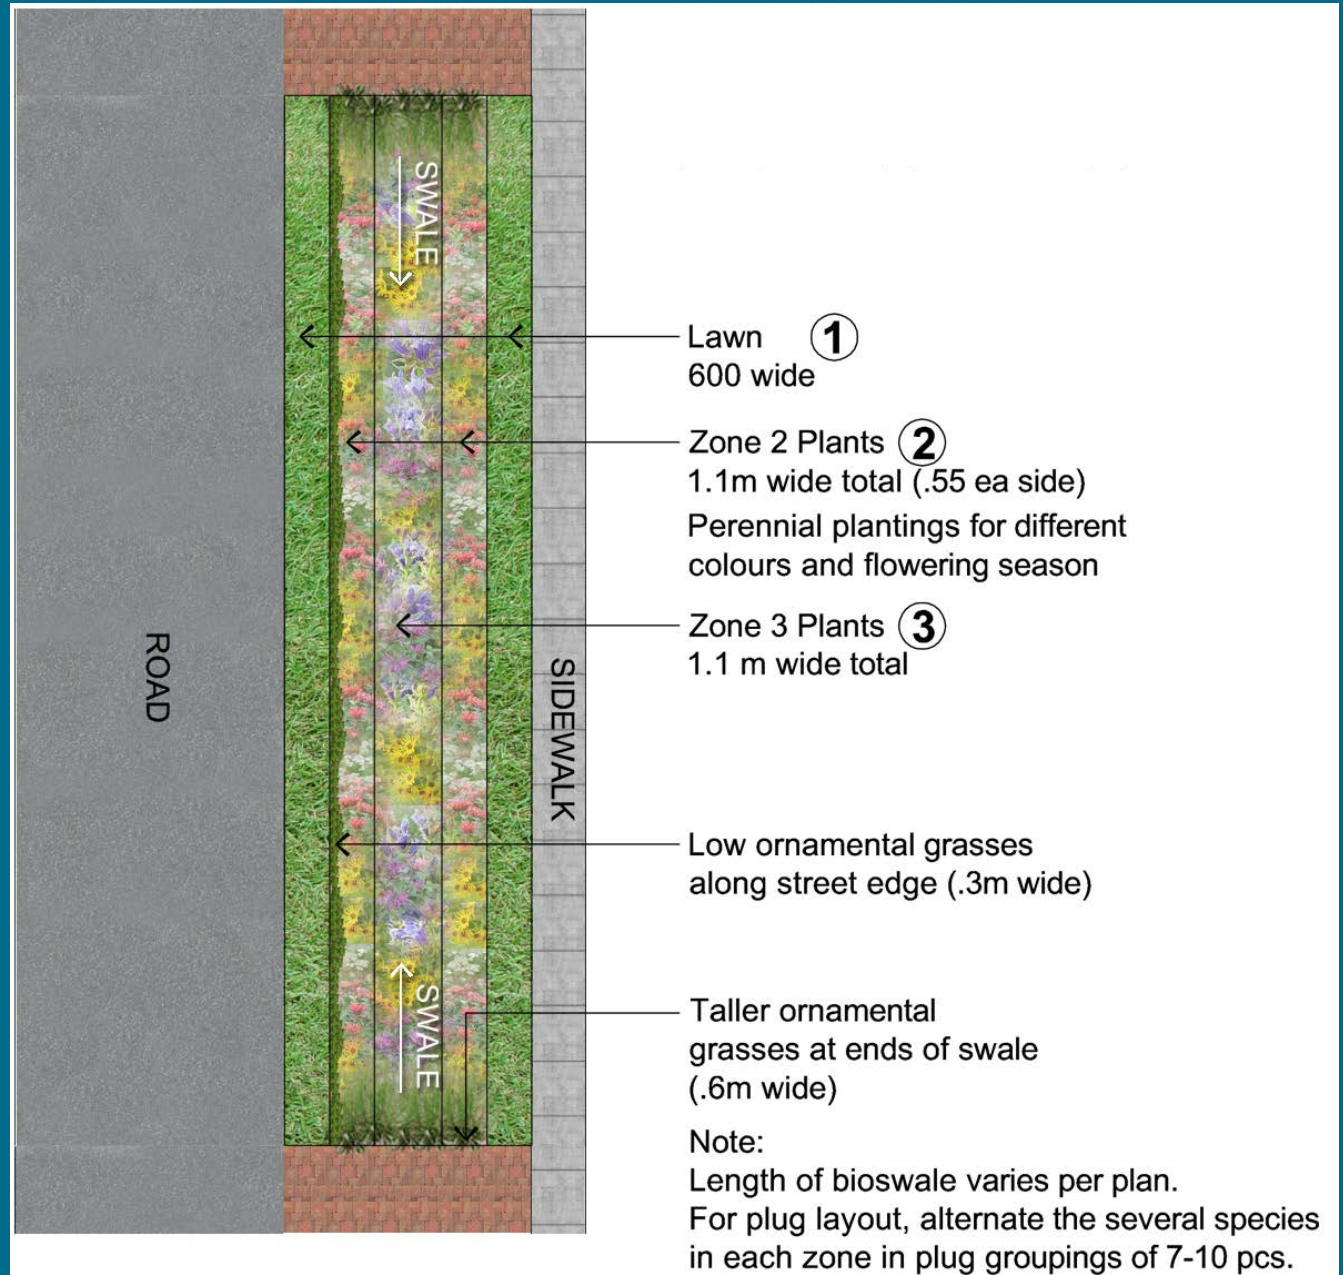 SWALE
Lawn 1
600 wide
Zone 2 Plants 2
1.1m wide total (.55 ea side)
Perennial plantings for different
colours and flowering season
Zone 3 Plants 3
1.1 m wide total
ROAD
SIDEWALK
Low ornamental grasses
along street edge (.3m wide)
SWALE
Taller ornamental
grasses at ends of swale
(.6m wide)
Note:
Length of bioswale varies per plan.
For plug layout, alternate the several species
in each zone in plug groupings of 7-10 pcs.